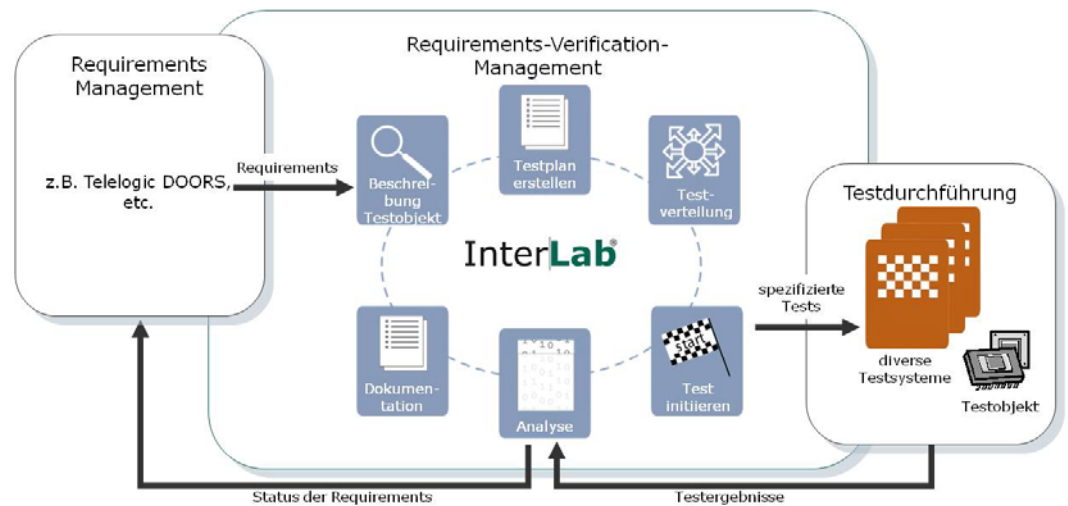 Requirements
Management
z.B. Telelogic DOORS,
etc.
Requirements
Requirements-Verification-
Management
Beschrei-
bung
Testobjekt
Testplan
erstellen
Test-
verteilung
InterLab®
Dokumen-
tation
Analyse
start
Test
initiieren
spezifizierte
Tests
Testdurchführung
diverse
Testsysteme
Testobjekt
Status der Requirements
Testergebnisse